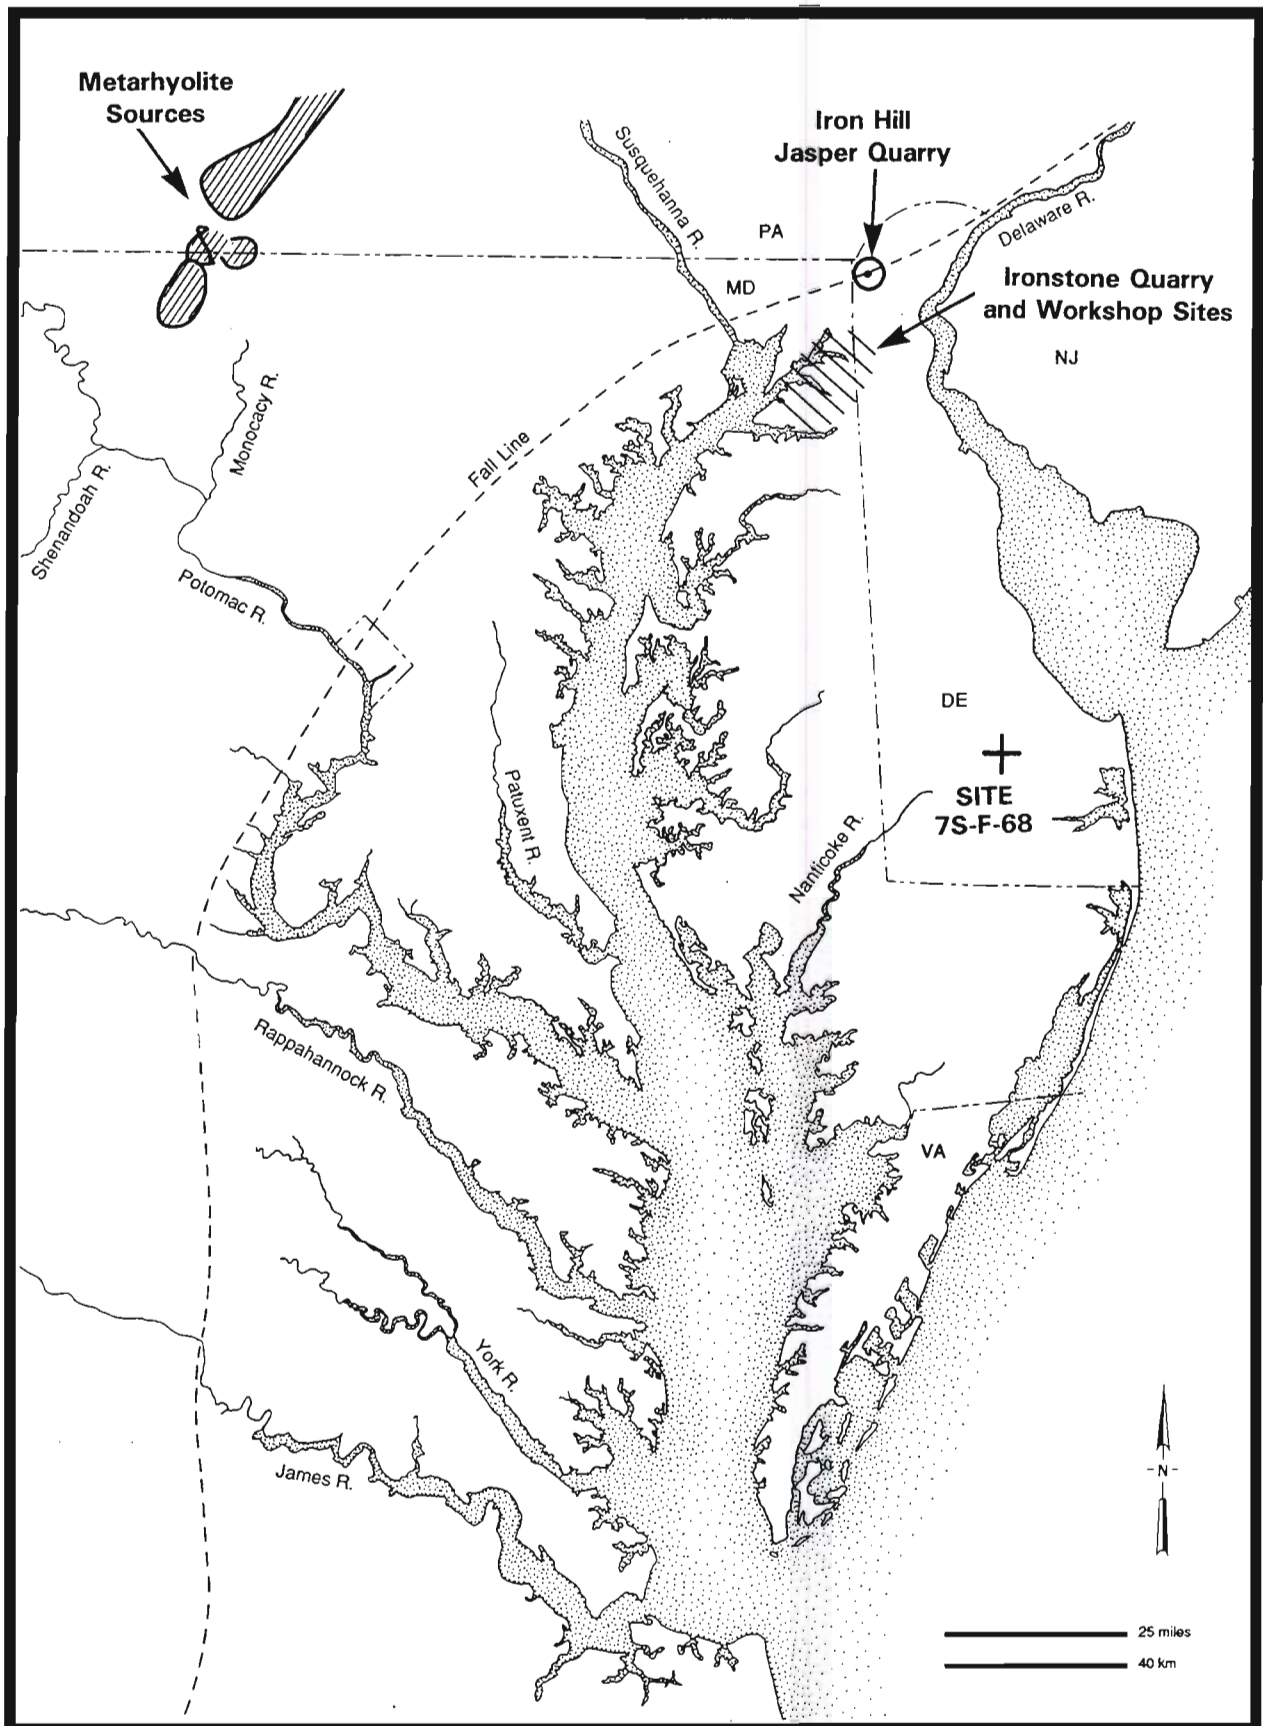 Metarhyolite
Sources
Iron Hill
Jasper Quarry
Susquehanna R.
PA
Delaware R.
MD
Ironstone Quarry
and Workshop Sites
NJ
Monocacy R.
Fall Line
Shenandoah R.
Potomac R.
DE
SITE
7S-F-68
Patuxent R.
Nanticoke R.
Rappahannock R.
VA
York R.
James R.
-N-
25 miles
40 km